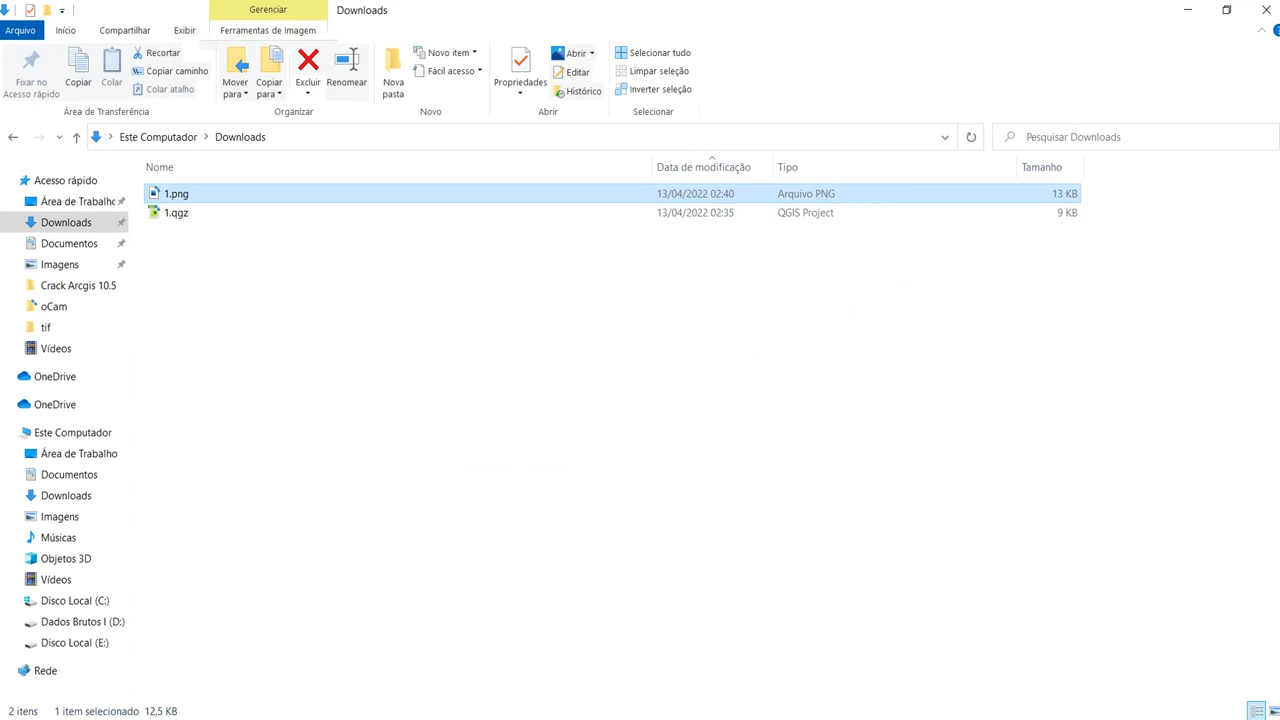 Gerenciar
Downloads
Arquivo
Início
Compartilhar
Exibir
Ferramentas de Imagem
Fixar no
Acesso rápido
Copiar
Colar
Recortar
Copiar caminho
Colar atalho
Área de Transferência
Mover
para
Copiar
para
Excluir
Renomear
Organizar
Nova
pasta
Novo item
Fácil acesso
Novo
Propriedades
Abrir
Editar
Histórico
Abrir
Selecionar tudo
Limpar seleção
Inverter seleção
Selecionar
Este Computador
Downloads
Pesquisar Downloads
Nome
Data de modificação
Tipo
Tamanho
1.png
13/04/2022 02:40
Arquivo PNG
13 KB
1.qgz
13/04/2022 02:35
QGIS Project
9 KB
Acesso rápido
Área de Trabalho
Downloads
Documentos
Imagens
Crack Arcgis 10.5
oCam
tif
Vídeos
OneDrive
OneDrive
Este Computador
Área de Trabalho
Documentos
Downloads
Imagens
Músicas
Objetos 3D
Vídeos
Disco Local (C:)
Dados Brutos I (D:)
Disco Local (E:)
Rede
2 itens
1 item selecionado 12,5 KB